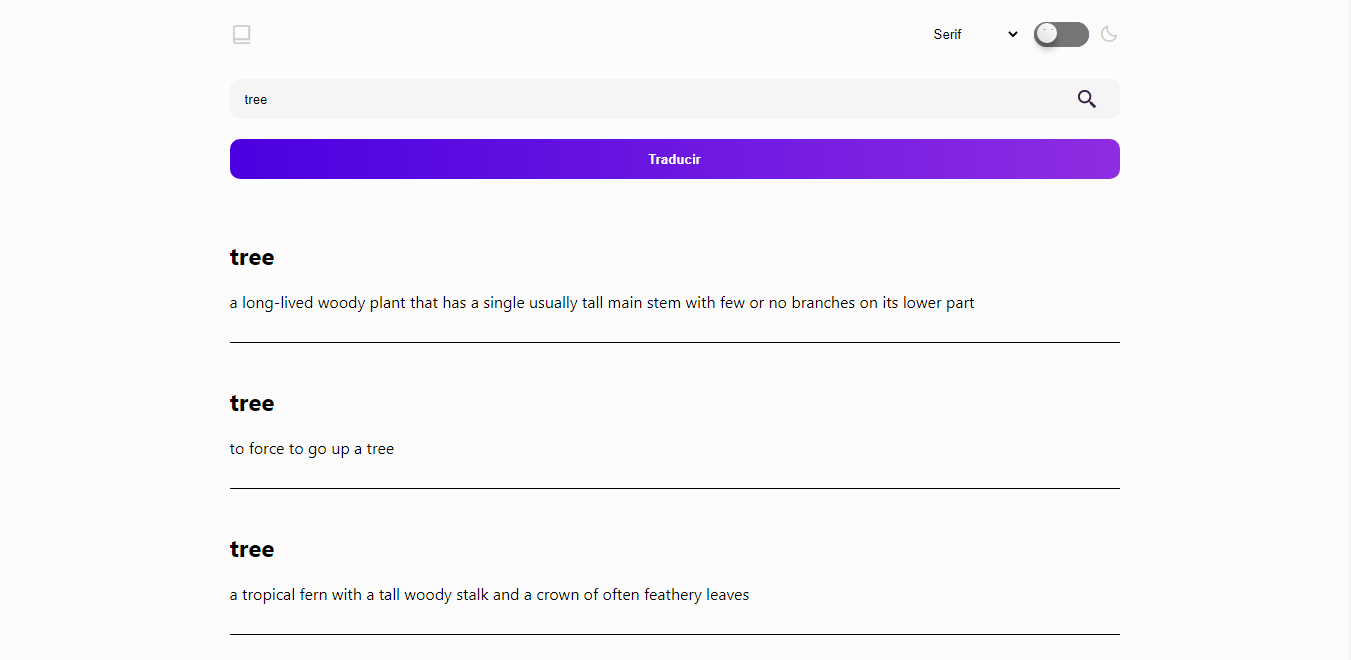 Serif
tree
Traducir
tree
a long-lived woody plant that has a single usually tall main stem with few or no branches on its lower part
tree
to force to go up a tree
tree
a tropical fern with a tall woody stalk and a crown of often feathery leaves